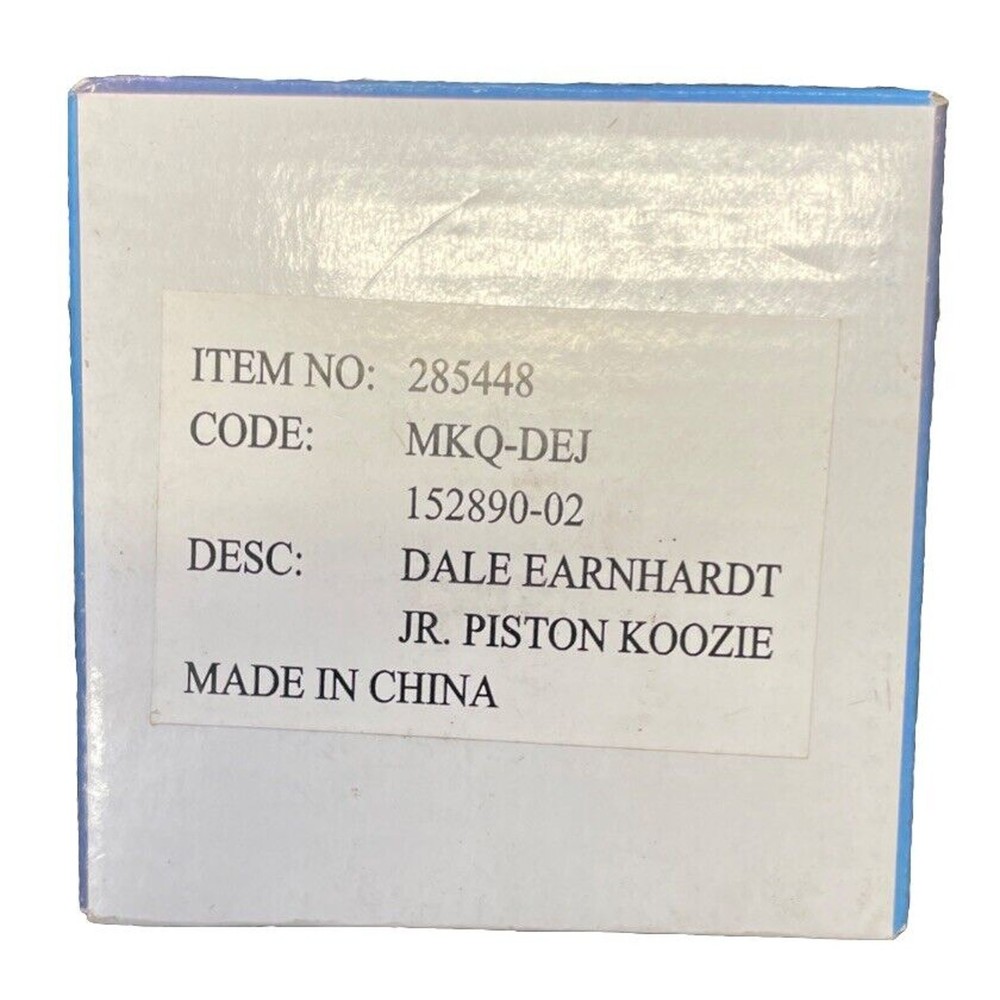 ITEM NO: 285448
CODE: MKQ-DEJ
152890-02
DESC: DALE EARNHARDT
JR. PISTON KOOZIE
MADE IN CHINA